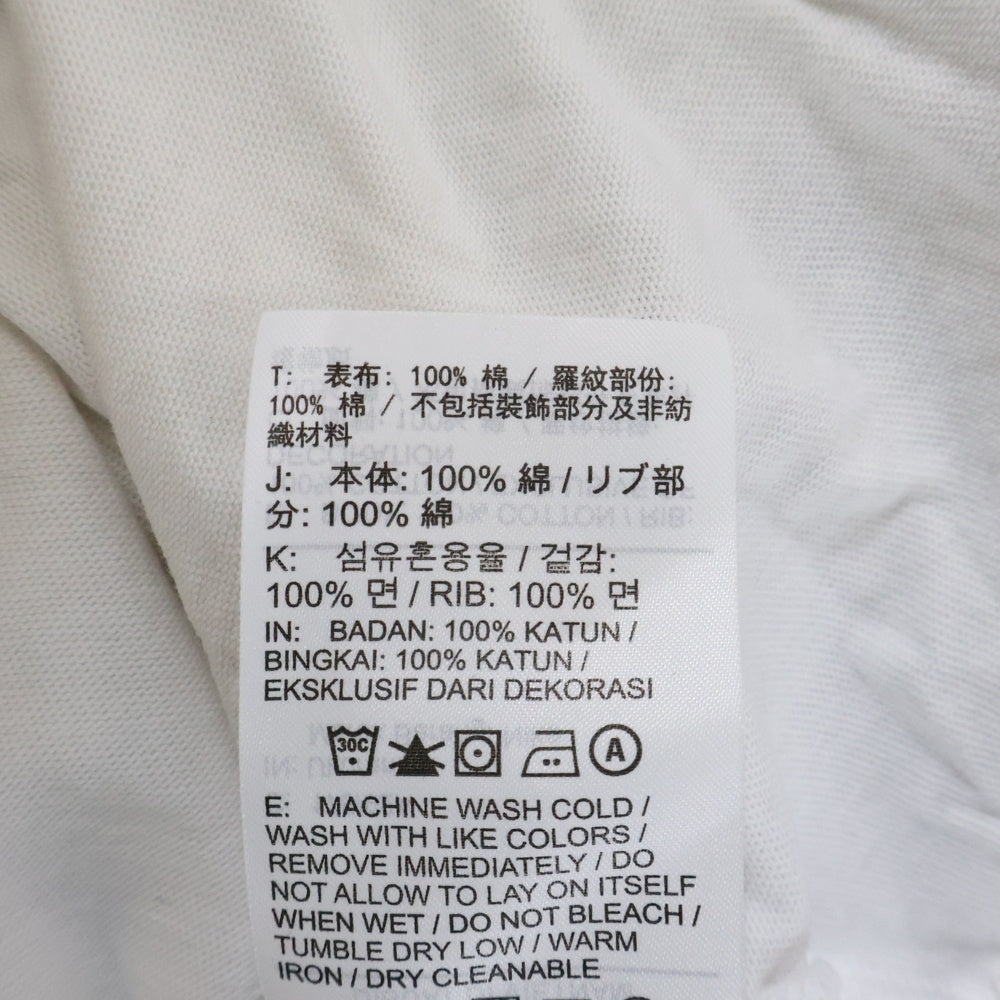 T: 表布: 100% 棉 / 羅紋部份:
100% 棉 / 不包括裝飾部分及非紡
織材料
J: 本体: 100% 綿 / リブ部
分: 100% 綿
K: 섬유혼용율 / 겉감:
100% 면 / RIB: 100% 면
IN: BADAN: 100% KATUN /
BINGKAI: 100% KATUN /
EKSKLUSIF DARI DEKORASI
30C A
E: MACHINE WASH COLD /
WASH WITH LIKE COLORS /
REMOVE IMMEDIATELY / DO
NOT ALLOW TO LAY ON ITSELF
WHEN WET / DO NOT BLEACH /
TUMBLE DRY LOW / WARM
IRON / DRY CLEANABLE